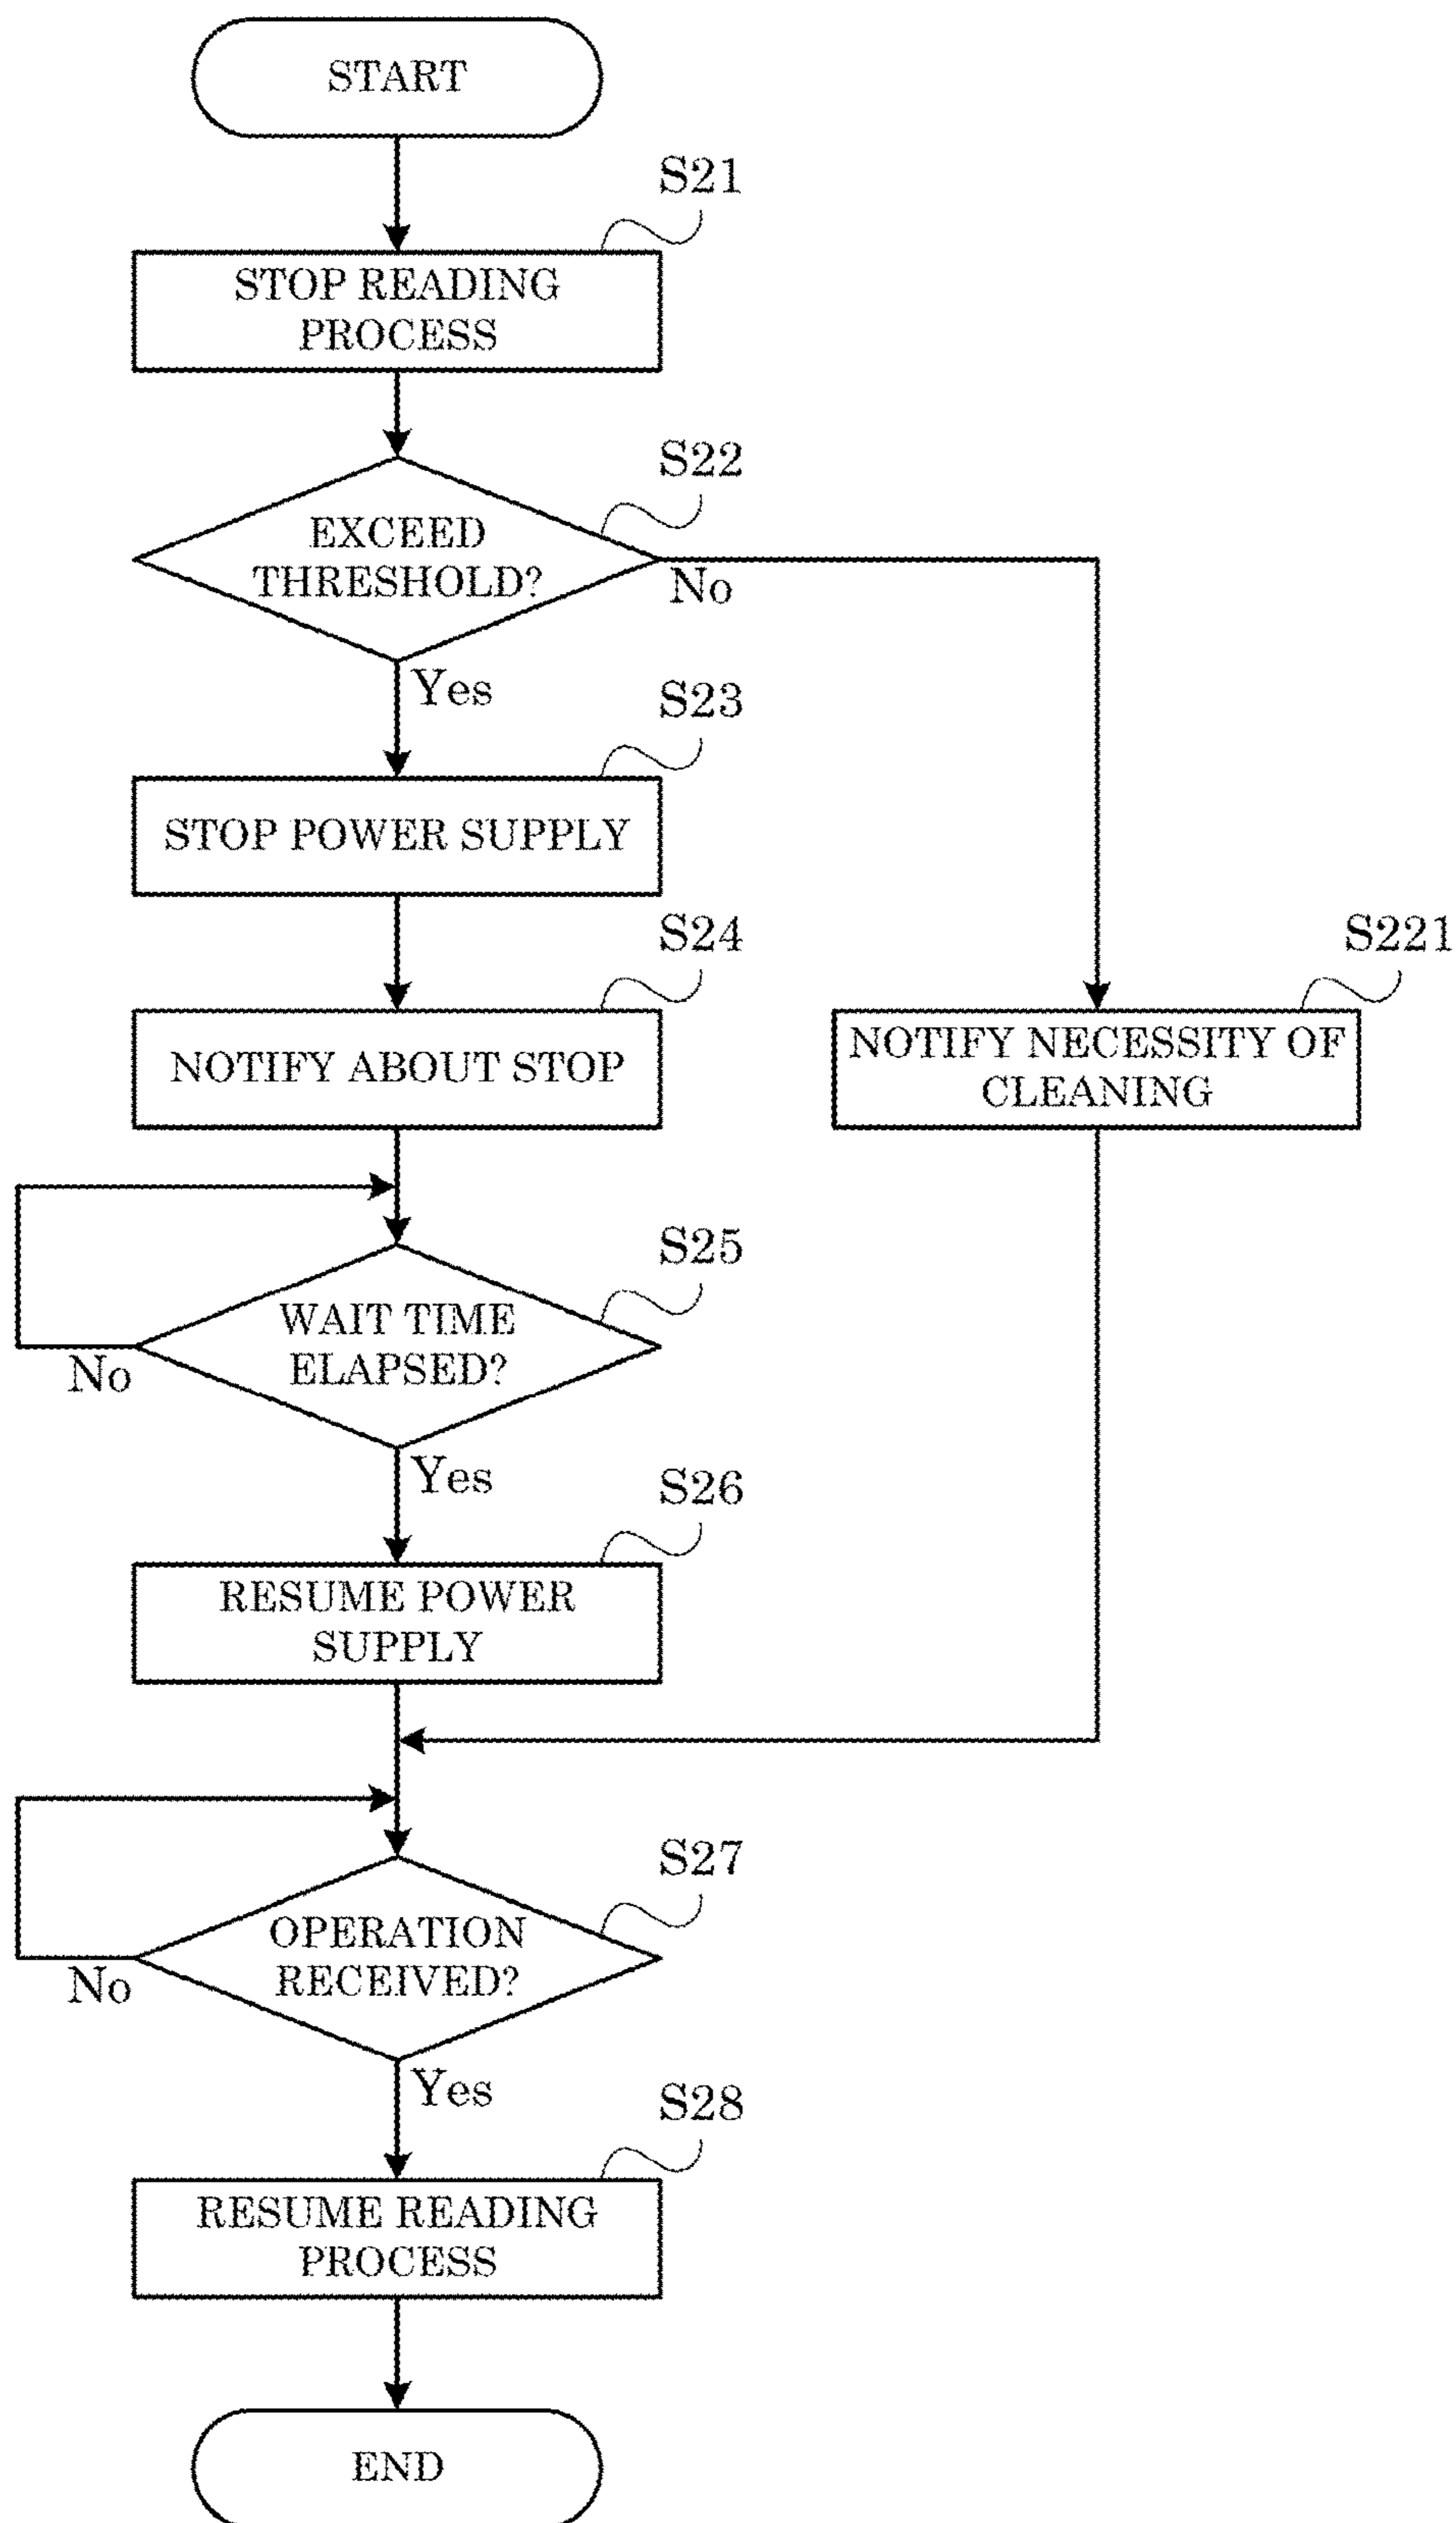 START
S21
STOP READING
PROCESS
S22
EXCEED
THRESHOLD?
No
Yes
S23
STOP POWER SUPPLY
S24
NOTIFY ABOUT STOP
S221
NOTIFY NECESSITY OF
CLEANING
S25
WAIT TIME
ELAPSED?
No
Yes
S26
RESUME POWER
SUPPLY
S27
OPERATION
RECEIVED?
No
Yes
S28
RESUME READING
PROCESS
END